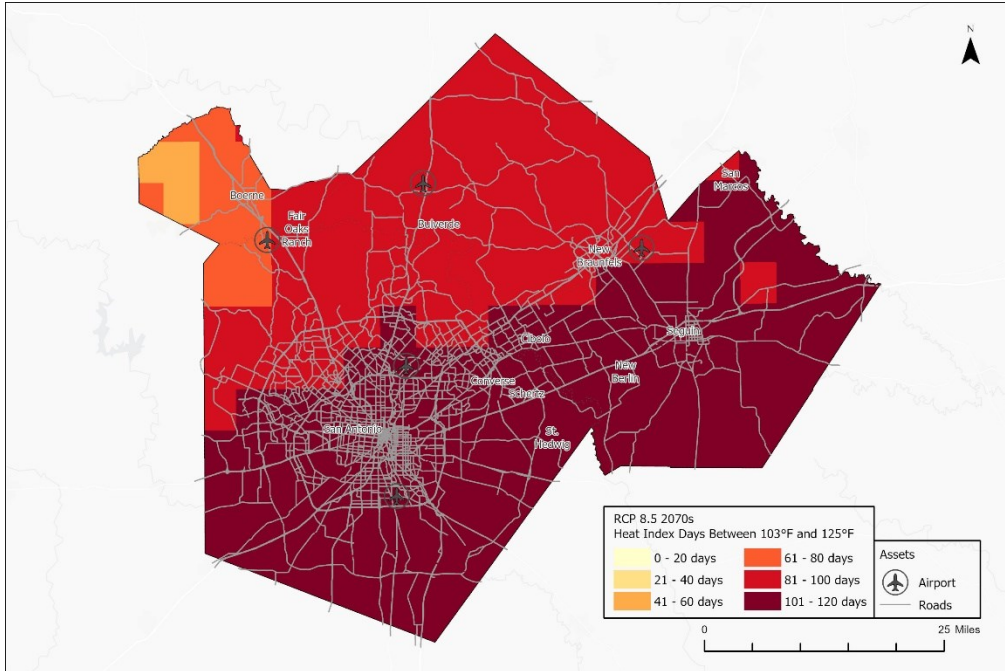 N
San
Marcos
Boerne
Fair
Oaks
Ranch
Bulverde
New
Braunfels
Seguin
Cibolo
New
Berlin
Converse
Schertz
San Antonio
St.
Hedwig
RCP 8.5 2070s
Heat Index Days Between 103°F and 125°F
0 - 20 days
61 - 80 days
21 - 40 days
81 - 100 days
41 - 60 days
101 - 120 days
Assets
Airport
Roads
0
25 Miles